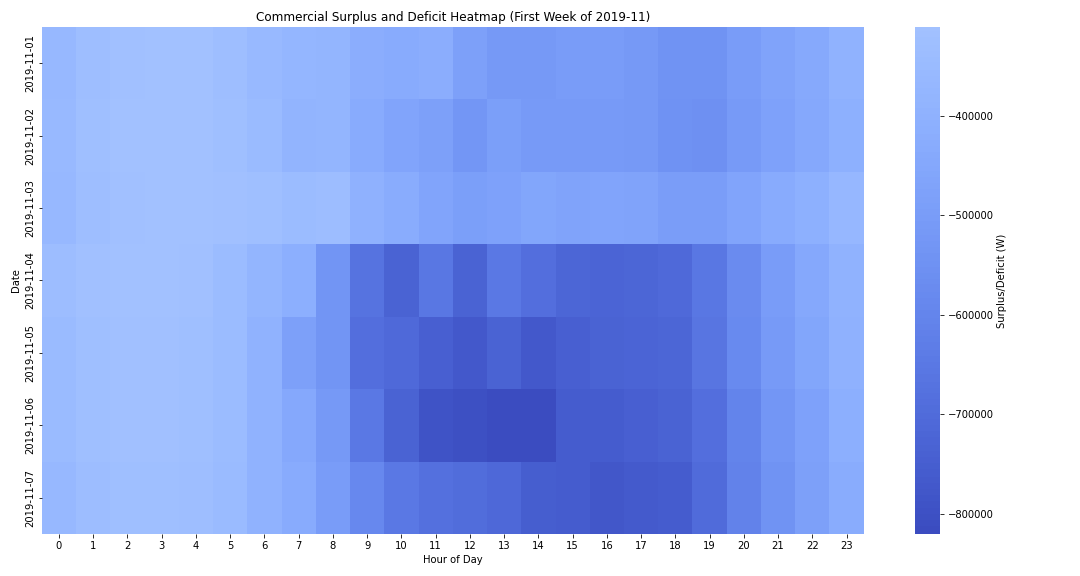 Commercial Surplus and Deficit Heatmap (First Week of 2019-11)
Date
2019-11-01
2019-11-02
2019-11-03
2019-11-04
2019-11-05
2019-11-06
2019-11-07
0 1 2 3 4 5 6 7 8 9 10 11 12 13 14 15 16 17 18 19 20 21 22 23
Hour of Day
−400000
−500000
−600000
−700000
−800000
Surplus/Deficit (W)